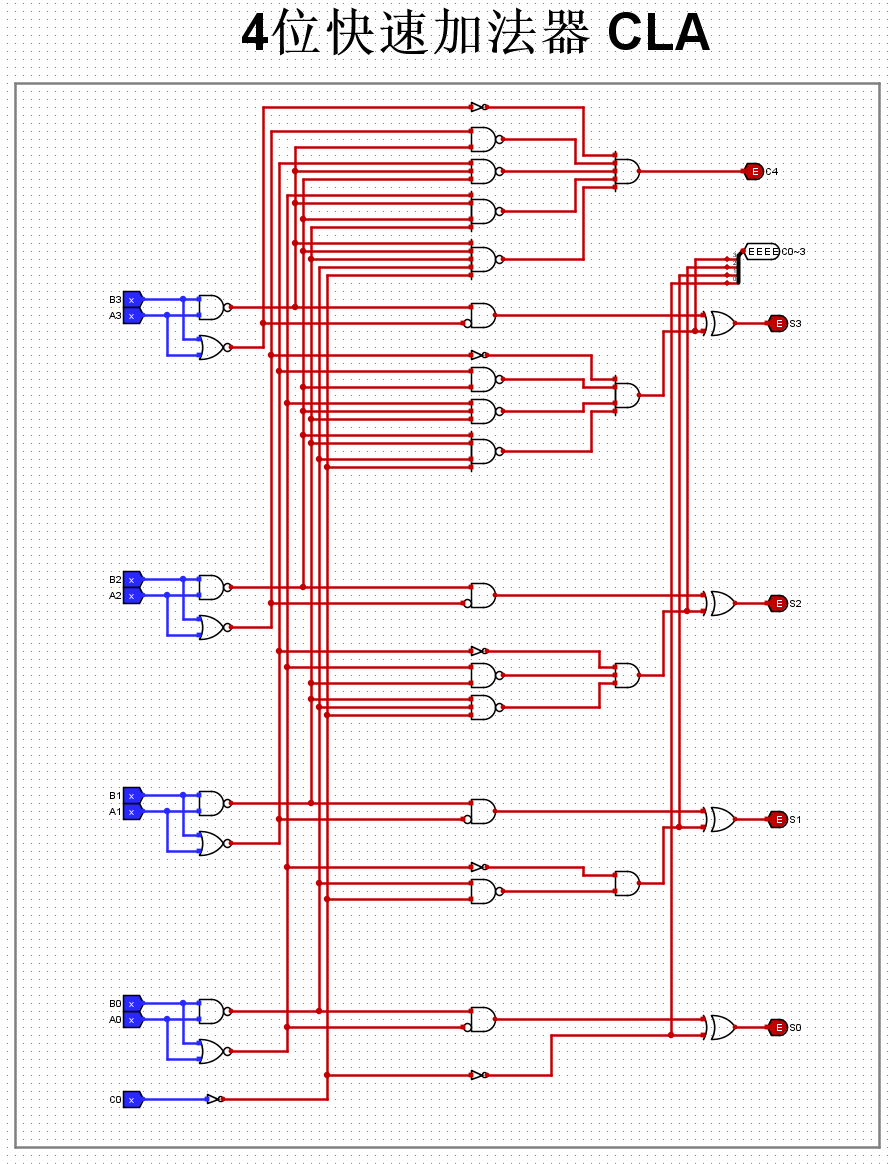 4位快速加法器 CLA
E C4
EEEE C0~3
B3 x
A3 x
E S3
B2 x
A2 x
E S2
B1 x
A1 x
E S1
B0 x
A0 x
E S0
C0 x